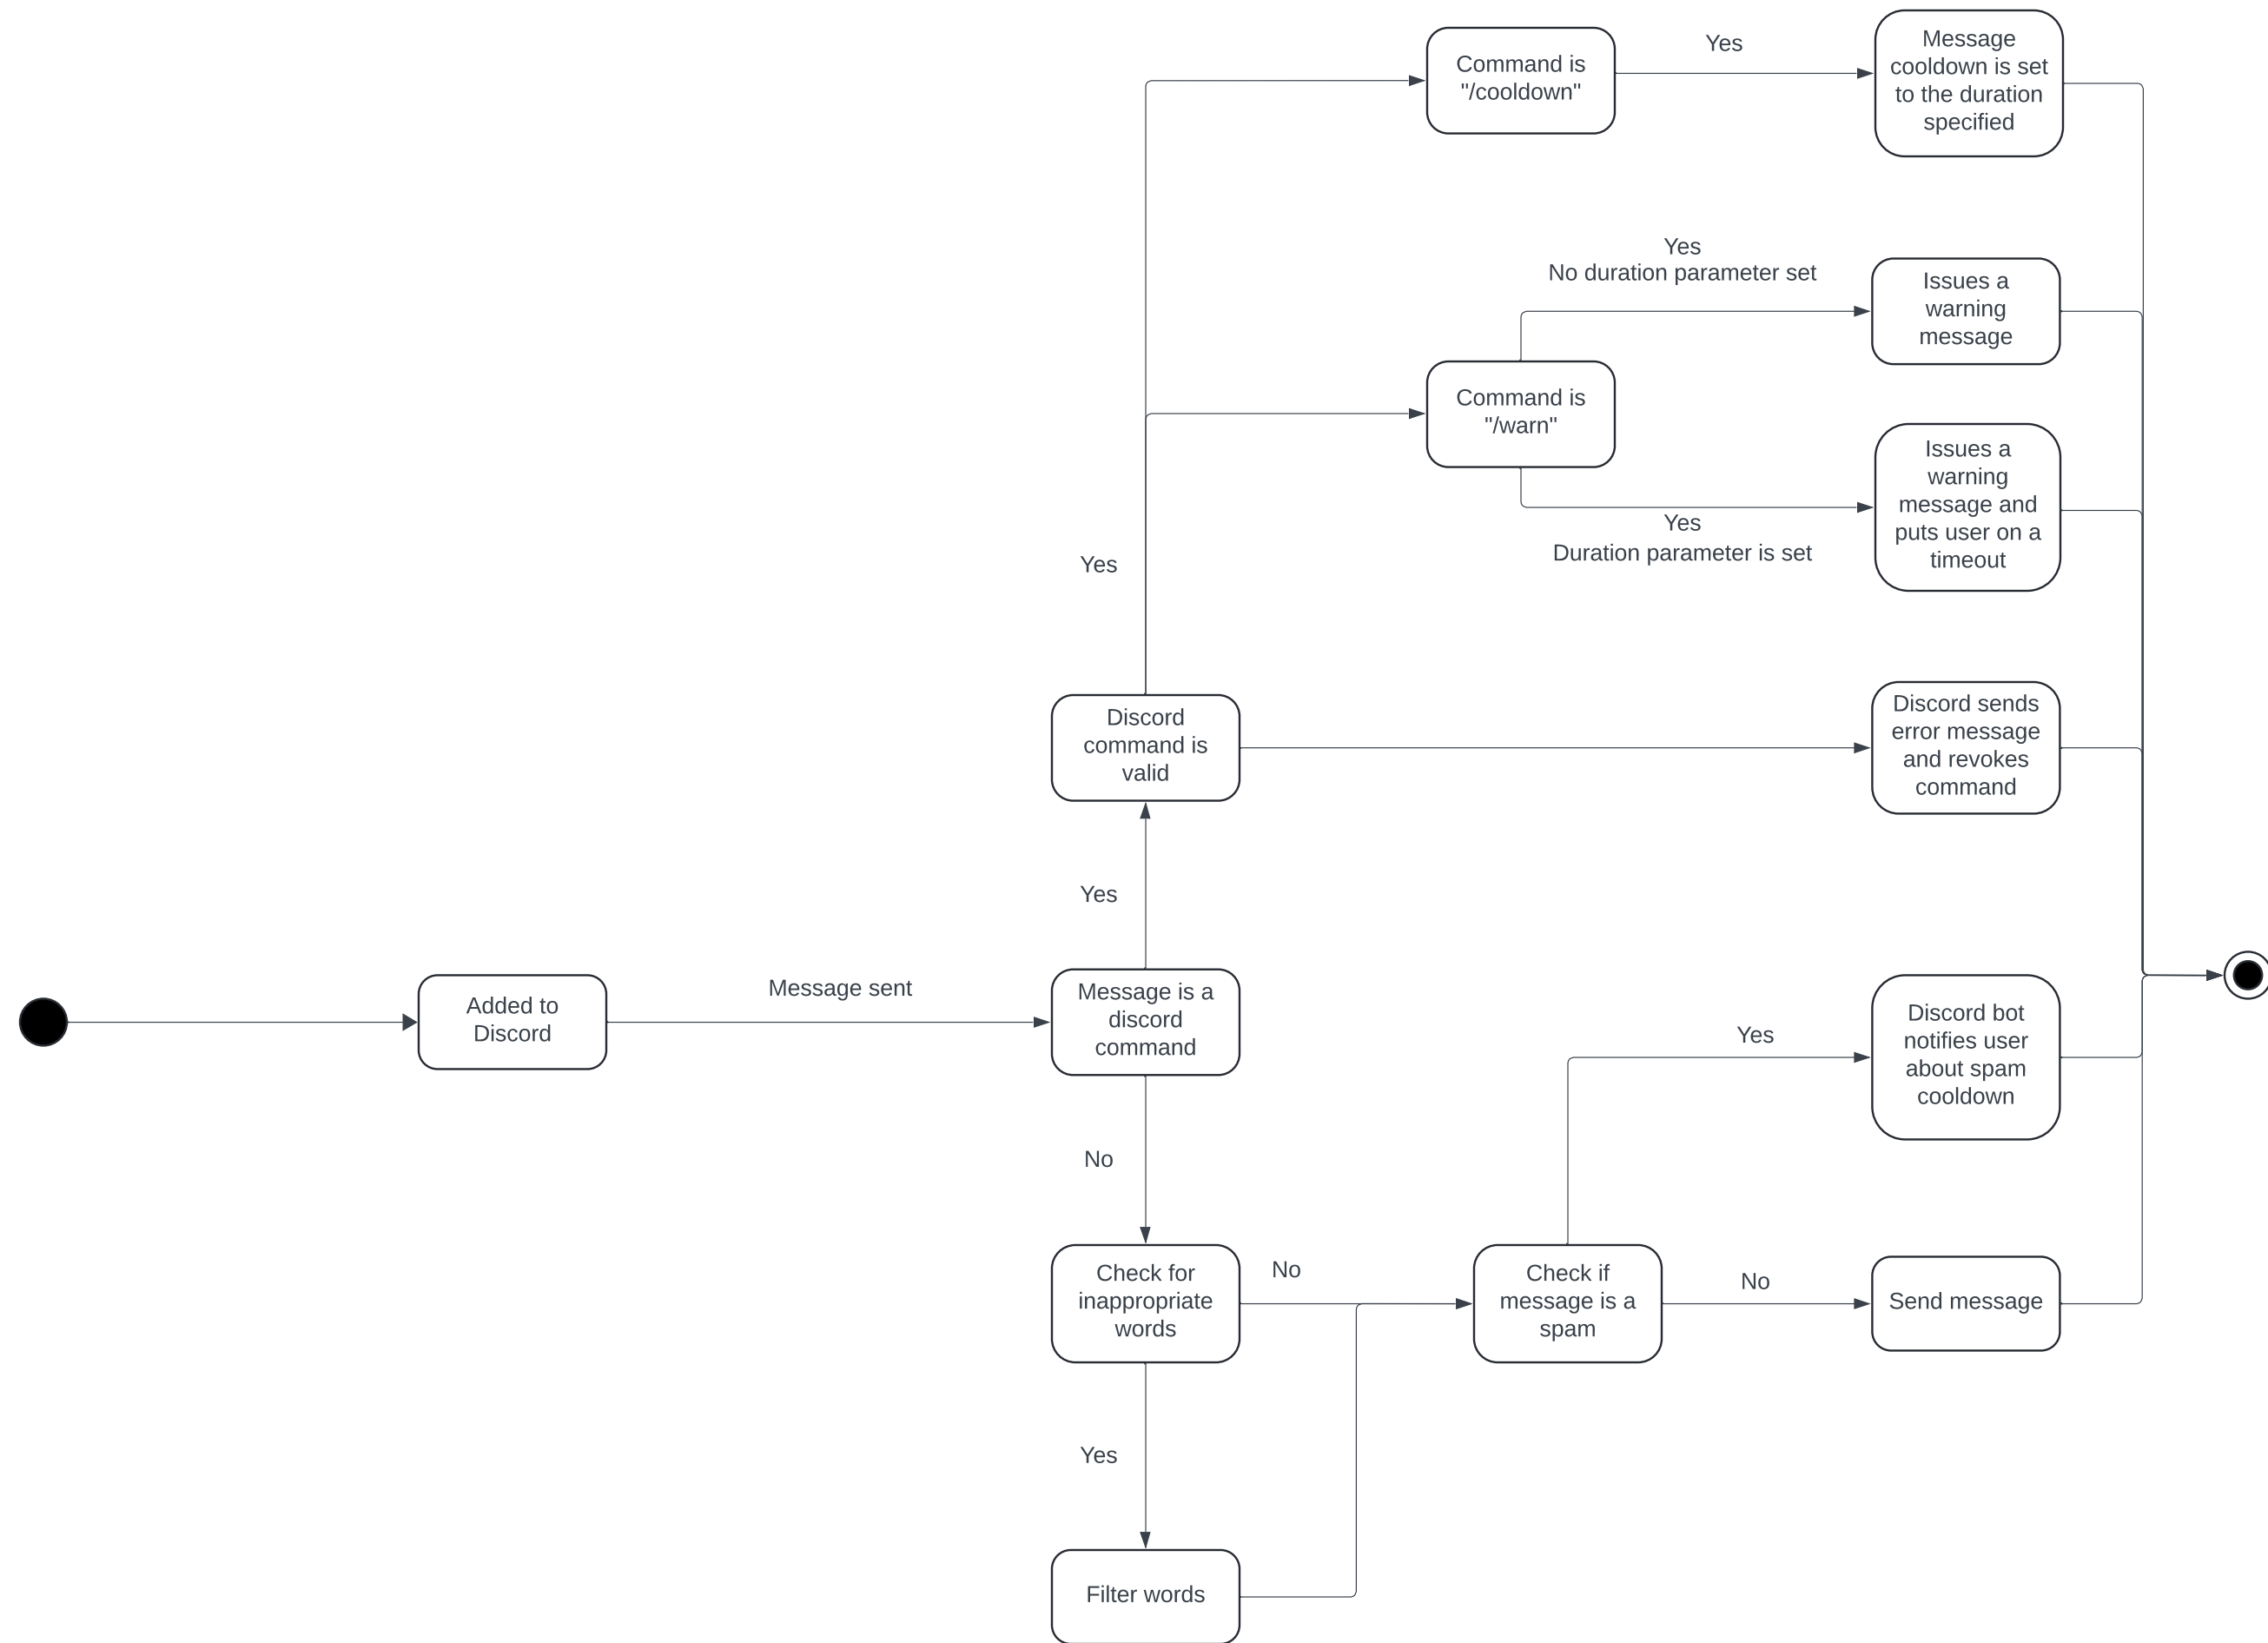 Command is
"/cooldown"
Yes
Message
cooldown is set
to the duration
specified
Yes
No duration parameter set
Issues a
warning
message
Command is
"/warn"
Yes
Duration parameter is set
Issues a
warning
message and
puts user on a
timeout
Yes
Discord
command is
valid
Discord sends
error message
and revokes
command
Yes
Added to
Discord
Message sent
Message is a
discord
command
Yes
Discord bot
notifies user
about spam
cooldown
No
Check for
inappropriate
words
No
Check if
message is a
spam
No
Send message
Yes
Filter words